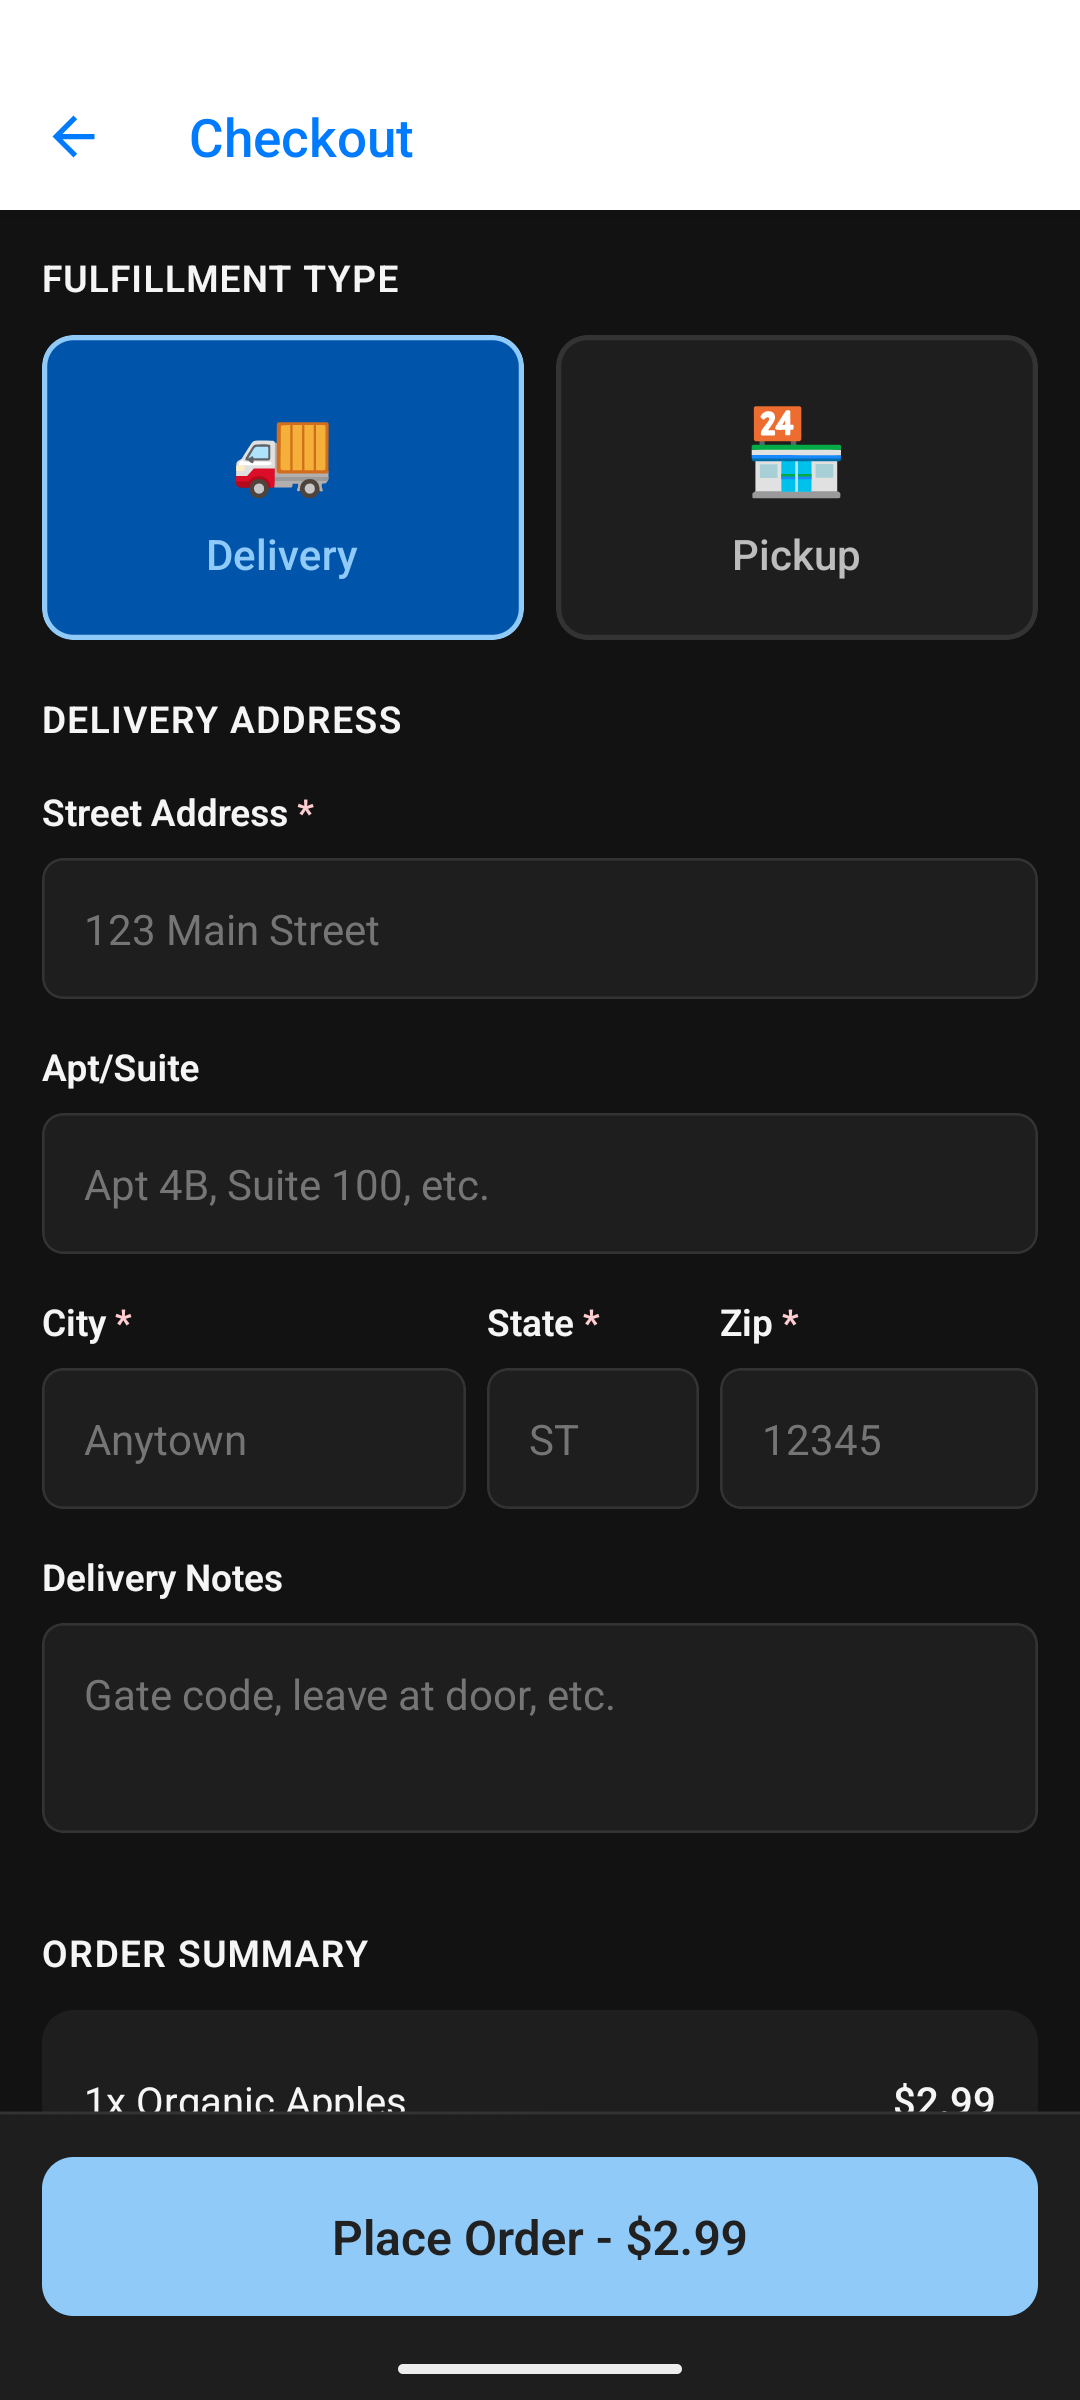 Checkout
FULFILLMENT TYPE
24
Delivery
Pickup
DELIVERY ADDRESS
Street Address *
123 Main Street
Apt/Suite
Apt 4B, Suite 100, etc.
City * State * Zip *
Anytown ST 12345
Delivery Notes
Gate code, leave at door, etc.
ORDER SUMMARY
1x Organic Apples $2.99
Place Order - $2.99